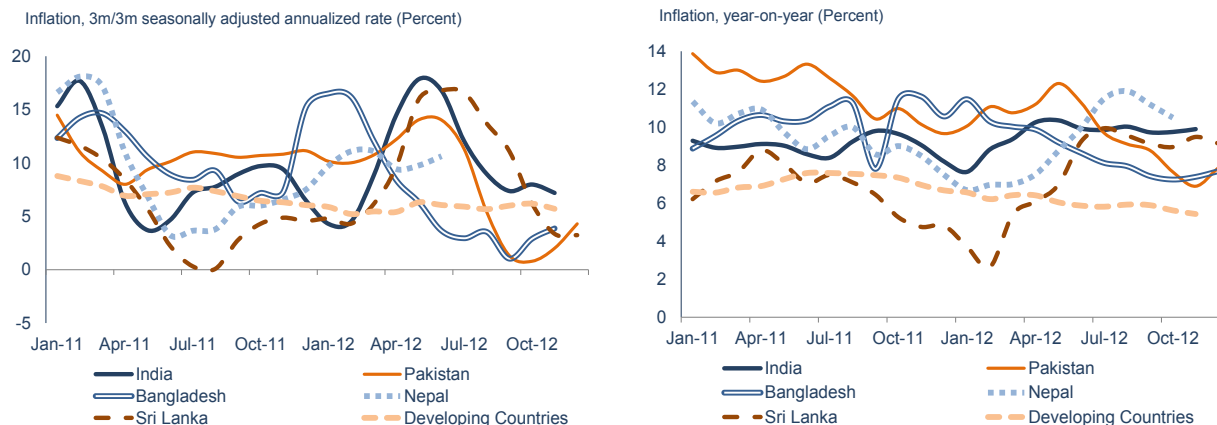 Inflation, 3m/3m seasonally adjusted annualized rate (Percent)
20
15
10
5
0
-5
Jan-11 Apr-11 Jul-11 Oct-11 Jan-12 Apr-12 Jul-12 Oct-12
India Pakistan
Bangladesh Nepal
Sri Lanka Developing Countries
Inflation, year-on-year (Percent)
14
12
10
8
6
4
2
0
Jan-11 Apr-11 Jul-11 Oct-11 Jan-12 Apr-12 Jul-12 Oct-12
India Pakistan
Bangladesh Nepal
Sri Lanka Developing Countries